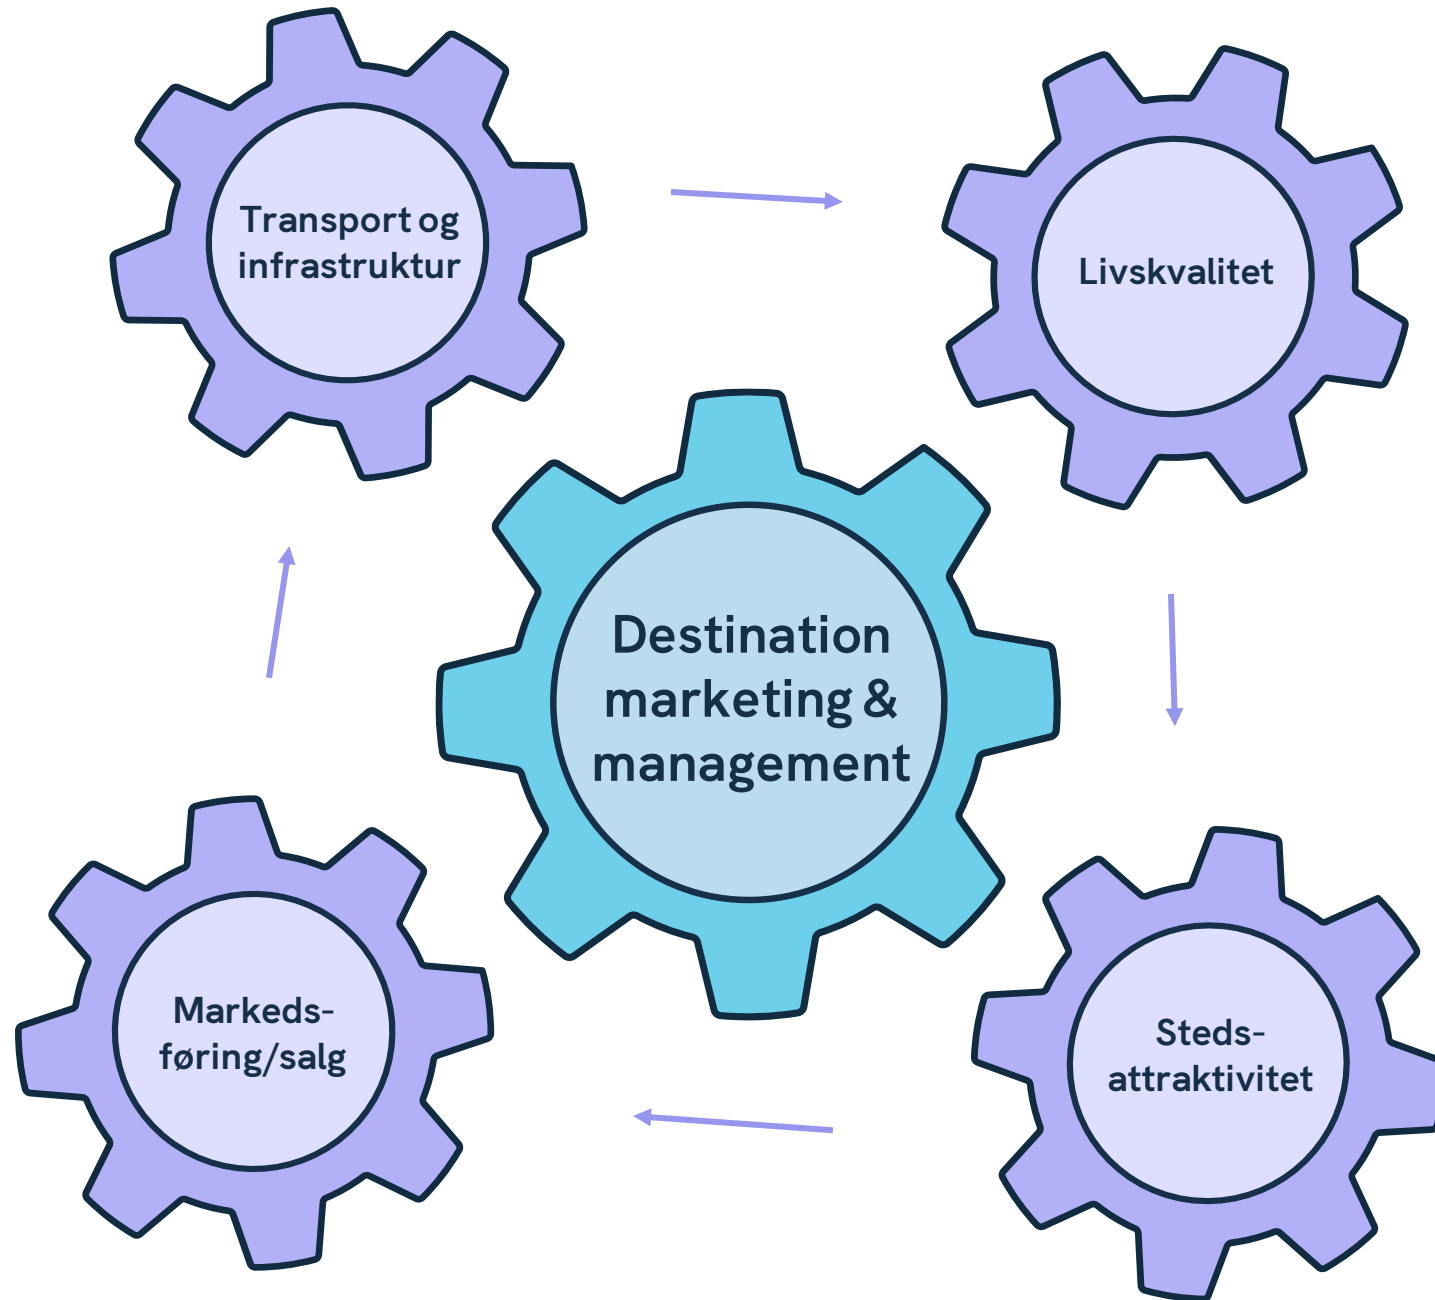 Transport og
infrastruktur
Livskvalitet
Destination
marketing &
management
Markeds-
føring/salg
Steds-
attraktivitet